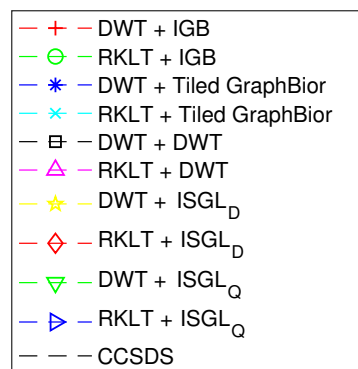 DWT + IGB
RKLT + IGB
DWT + Tiled GraphBior
RKLT + Tiled GraphBior
DWT + DWT
RKLT + DWT
DWT + ISGL_D
RKLT + ISGL_D
DWT + ISGL_Q
RKLT + ISGL_Q
CCSDS